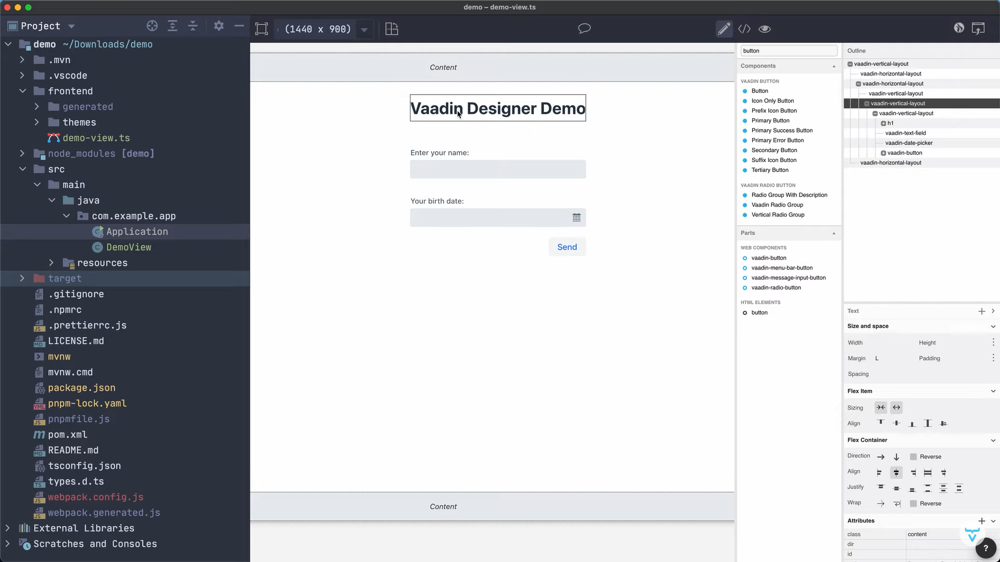 demo – demo-view.ts
Project
(1440 x 900)
demo ~/Downloads/demo
.mvn
.vscode
frontend
generated
themes
demo-view.ts
node_modules [demo]
src
main
java
com.example.app
Application
DemoView
resources
target
.gitignore
.npmrc
.prettierrc.js
LICENSE.md
mvnw
mvnw.cmd
package.json
pnpm-lock.yaml
pnpmfile.js
pom.xml
README.md
tsconfig.json
types.d.ts
webpack.config.js
webpack.generated.js
External Libraries
Scratches and Consoles
Content
Vaadin Designer Demo
Enter your name:
Your birth date:
Send
Content
button
Components
VAADIN BUTTON
Button
Icon Only Button
Prefix Icon Button
Primary Button
Primary Success Button
Primary Error Button
Secondary Button
Suffix Icon Button
Tertiary Button
VAADIN RADIO BUTTON
Radio Group With Description
Vaadin Radio Group
Vertical Radio Group
Parts
WEB COMPONENTS
vaadin-button
vaadin-menu-bar-button
vaadin-message-input-button
vaadin-radio-button
HTML ELEMENTS
button
Outline
vaadin-vertical-layout
vaadin-horizontal-layout
vaadin-horizontal-layout
vaadin-vertical-layout
vaadin-vertical-layout
vaadin-vertical-layout
h1
vaadin-text-field
vaadin-date-picker
vaadin-button
vaadin-horizontal-layout
Text
Size and space
Width Height
Margin L Padding
Spacing
Flex Item
Sizing
Align
Flex Container
Direction Reverse
Align
Justify
Wrap Reverse
Attributes
class content
dir
id
?